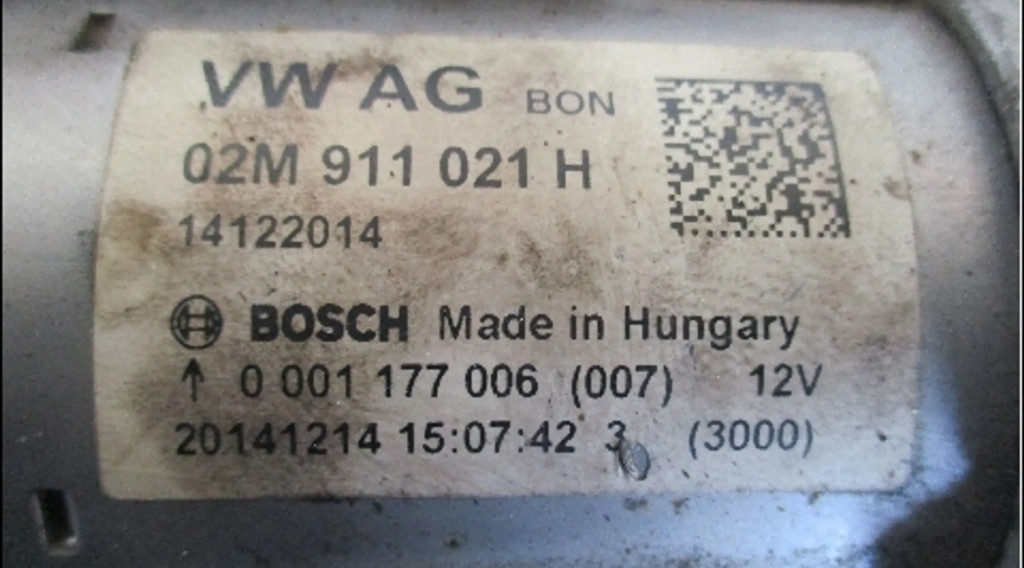 VW AG BON
02M 911 021 H
14122014
BOSCH Made in Hungary
↑ 0 001 177 006 (007) 12V
20141214 15:07:42 3 (3000)